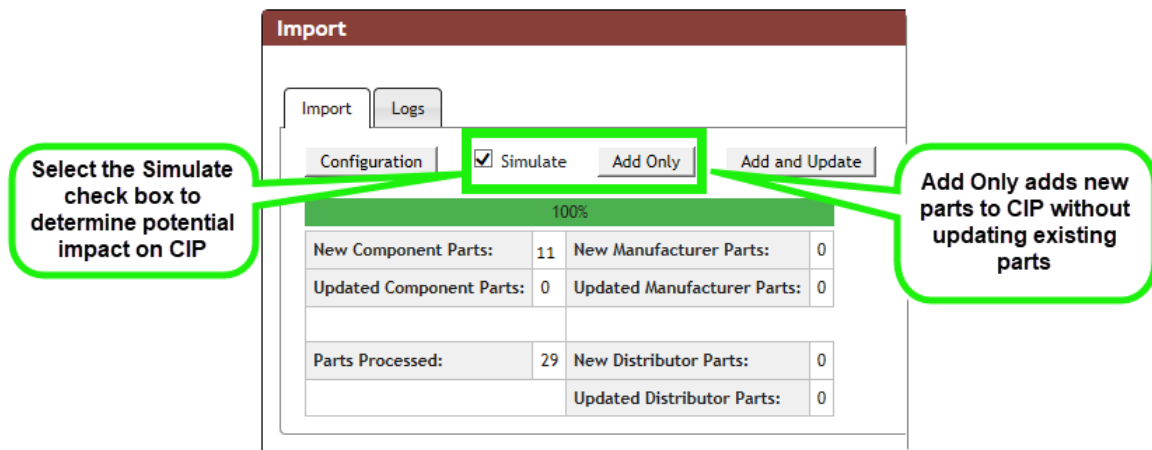 Import
Import
Logs
Select the Simulate
check box to
determine potential
impact on CIP
Configuration
Simulate
Add Only
Add and Update
Add Only adds new
parts to CIP without
updating existing
parts
100%
New Component Parts: 11 New Manufacturer Parts: 0
Updated Component Parts: 0 Updated Manufacturer Parts: 0
Parts Processed: 29 New Distributor Parts: 0
Updated Distributor Parts: 0